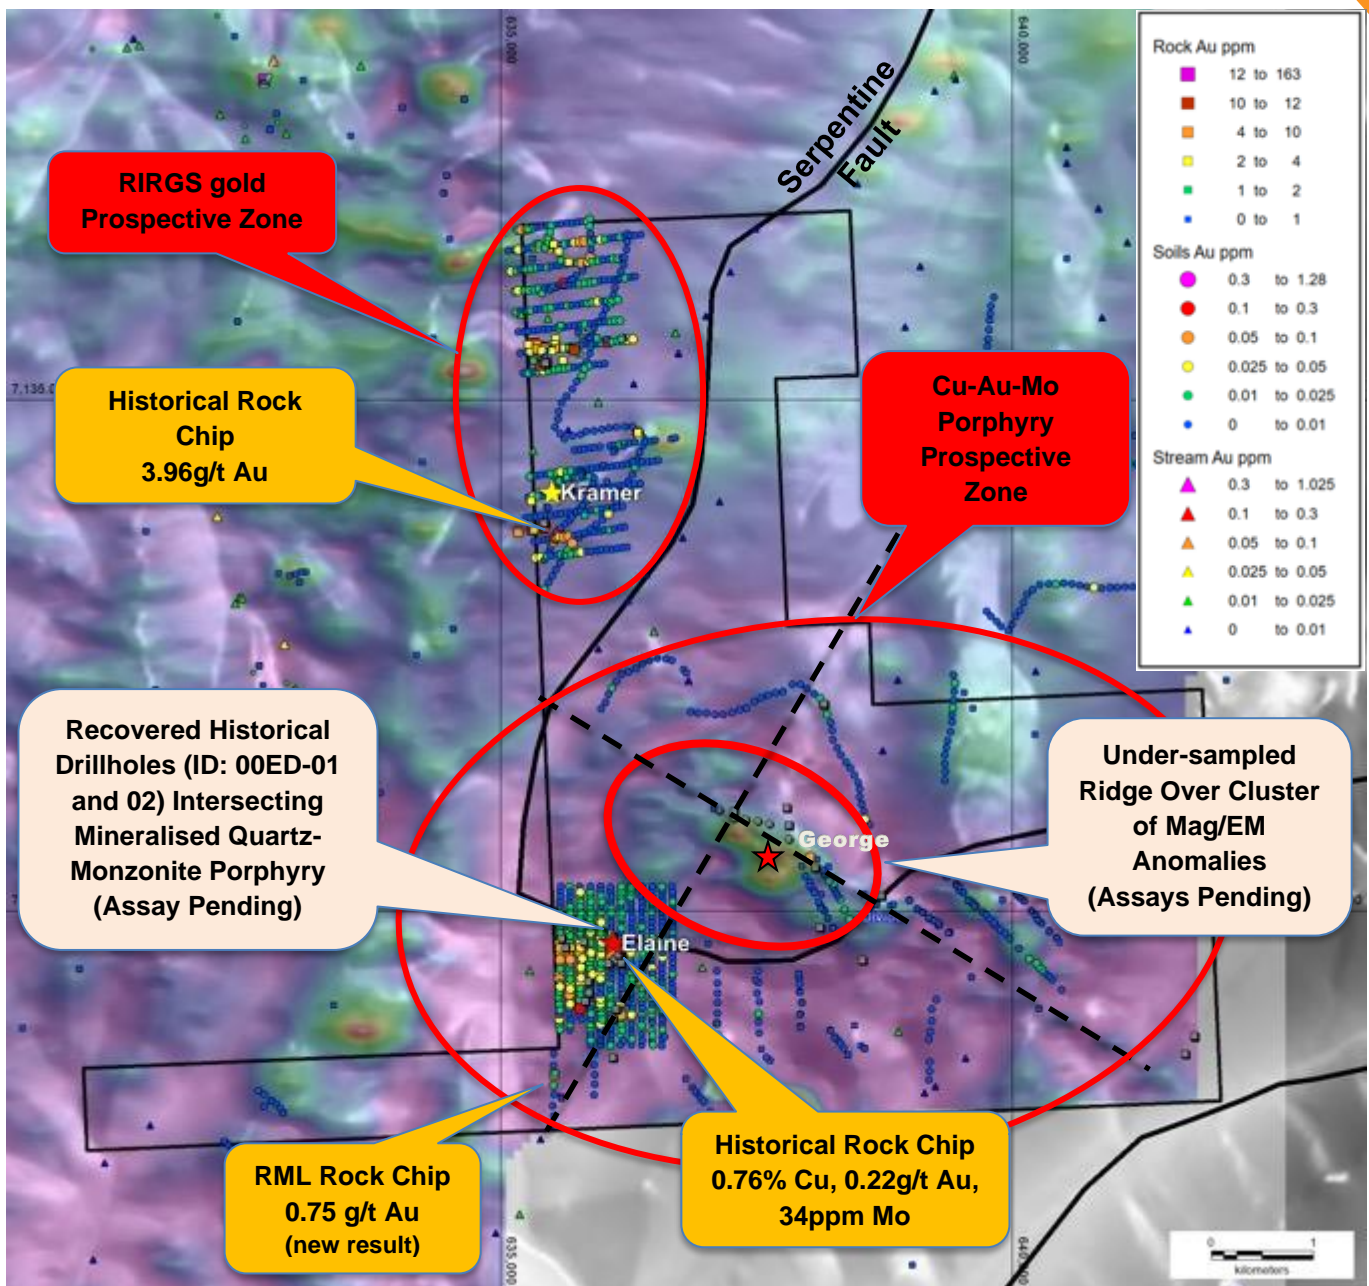 635,000
640,000
Serpentine
Fault
RIRGS gold
Prospective Zone
Historical Rock
Chip
3.96g/t Au
Kramer
Cu-Au-Mo
Porphyry
Prospective
Zone
Rock Au ppm
12 to 163
10 to 12
4 to 10
2 to 4
1 to 2
0 to 1
Soils Au ppm
0.3 to 1.28
0.1 to 0.3
0.05 to 0.1
0.025 to 0.05
0.01 to 0.025
0 to 0.01
Stream Au ppm
0.3 to 1.025
0.1 to 0.3
0.05 to 0.1
0.025 to 0.05
0.01 to 0.025
0 to 0.01
Recovered Historical
Drillholes (ID: 00ED-01
and 02) Intersecting
Mineralised Quartz-
Monzonite Porphyry
(Assay Pending)
Under-sampled
Ridge Over Cluster
of Mag/EM
Anomalies
(Assays Pending)
George
Elaine
RML Rock Chip
0.75 g/t Au
(new result)
Historical Rock Chip
0.76% Cu, 0.22g/t Au,
34ppm Mo
635,000
640,000
0 1
kilometers